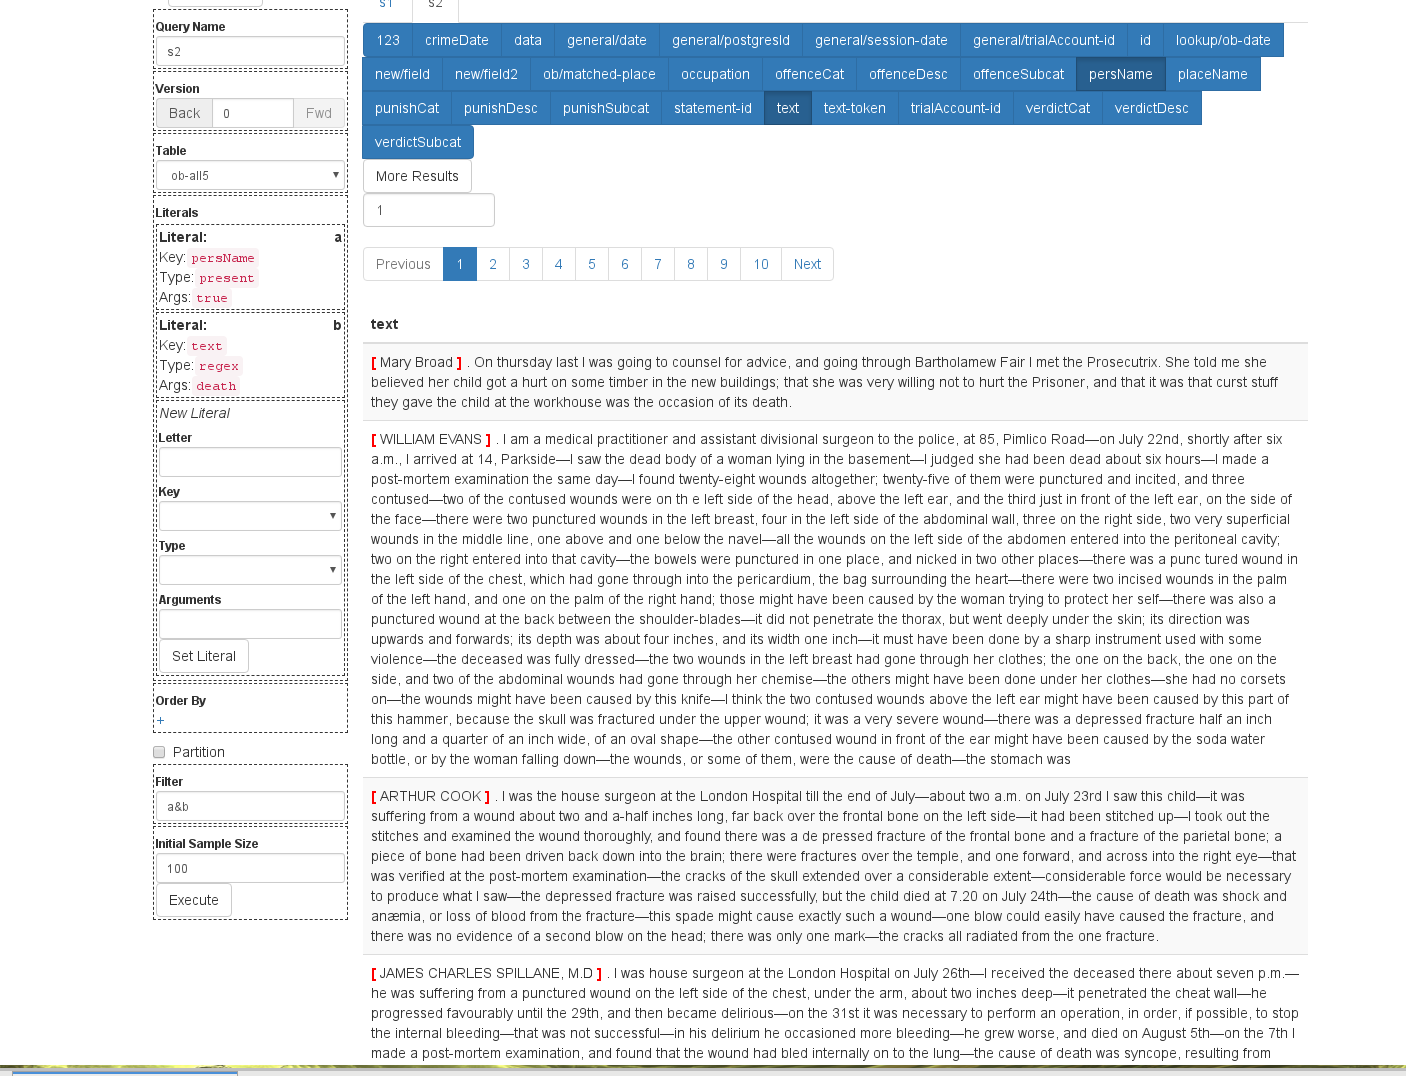 Query Name
s2
Version
Back 0 Fwd
Table
ob-all5
Literals
Literal: a
Key: persName
Type: present
Args: true
Literal: b
Key: text
Type: regex
Args: death
New Literal
Letter
Key
Type
Arguments
Set Literal
Order By
+
Partition
Filter
a&b
Initial Sample Size
100
Execute
s1 s2
123 crimeDate data general/date general/postgresId general/session-date general/trialAccount-id id lookup/ob-date
new/field new/field2 ob/matched-place occupation offenceCat offenceDesc offenceSubcat persName placeName
punishCat punishDesc punishSubcat statement-id text text-token trialAccount-id verdictCat verdictDesc
verdictSubcat
More Results
1
Previous 1 2 3 4 5 6 7 8 9 10 Next
text
[ Mary Broad ] . On thursday last I was going to counsel for advice, and going through Bartholamew Fair I met the Prosecutrix. She told me she
believed her child got a hurt on some timber in the new buildings; that she was very willing not to hurt the Prisoner, and that it was that curst stuff
they gave the child at the workhouse was the occasion of its death.
[ WILLIAM EVANS ] . I am a medical practitioner and assistant divisional surgeon to the police, at 85, Pimlico Road—on July 22nd, shortly after six
a.m., I arrived at 14, Parkside—I saw the dead body of a woman lying in the basement—I judged she had been dead about six hours—I made a
post-mortem examination the same day—I found twenty-eight wounds altogether; twenty-five of them were punctured and incited, and three
contused—two of the contused wounds were on th e left side of the head, above the left ear, and the third just in front of the left ear, on the side of
the face—there were two punctured wounds in the left breast, four in the left side of the abdominal wall, three on the right side, two very superficial
wounds in the middle line, one above and one below the navel—all the wounds on the left side of the abdomen entered into the peritoneal cavity;
two on the right entered into that cavity—the bowels were punctured in one place, and nicked in two other places—there was a punc tured wound in
the left side of the chest, which had gone through into the pericardium, the bag surrounding the heart—there were two incised wounds in the palm
of the left hand, and one on the palm of the right hand; those might have been caused by the woman trying to protect her self—there was also a
punctured wound at the back between the shoulder-blades—it did not penetrate the thorax, but went deeply under the skin; its direction was
upwards and forwards; its depth was about four inches, and its width one inch—it must have been done by a sharp instrument used with some
violence—the deceased was fully dressed—the two wounds in the left breast had gone through her clothes; the one on the back, the one on the
side, and two of the abdominal wounds had gone through her chemise—the others might have been done under her clothes—she had no corsets
on—the wounds might have been caused by this knife—I think the two contused wounds above the left ear might have been caused by this part of
this hammer, because the skull was fractured under the upper wound; it was a very severe wound—there was a depressed fracture half an inch
long and a quarter of an inch wide, of an oval shape—the other contused wound in front of the ear might have been caused by the soda water
bottle, or by the woman falling down—the wounds, or some of them, were the cause of death—the stomach was
[ ARTHUR COOK ] . I was the house surgeon at the London Hospital till the end of July—about two a.m. on July 23rd I saw this child—it was
suffering from a wound about two and a-half inches long, far back over the frontal bone on the left side—it had been stitched up—I took out the
stitches and examined the wound thoroughly, and found there was a de pressed fracture of the frontal bone and a fracture of the parietal bone; a
piece of bone had been driven back down into the brain; there were fractures over the temple, and one forward, and across into the right eye—that
was verified at the post-mortem examination—the cracks of the skull extended over a considerable extent—considerable force would be necessary
to produce what I saw—the depressed fracture was raised successfully, but the child died at 7.20 on July 24th—the cause of death was shock and
anæmia, or loss of blood from the fracture—this spade might cause exactly such a wound—one blow could easily have caused the fracture, and
there was no evidence of a second blow on the head; there was only one mark—the cracks all radiated from the one fracture.
[ JAMES CHARLES SPILLANE, M.D ] . I was house surgeon at the London Hospital on July 26th—I received the deceased there about seven p.m.—
he was suffering from a punctured wound on the left side of the chest, under the arm, about two inches deep—it penetrated the cheat wall—he
progressed favourably until the 29th, and then became delirious—on the 31st it was necessary to perform an operation, in order, if possible, to stop
the internal bleeding—that was not successful—in his delirium he occasioned more bleeding—he grew worse, and died on August 5th—on the 7th I
made a post-mortem examination, and found that the wound had bled internally on to the lung—the cause of death was syncope, resulting from